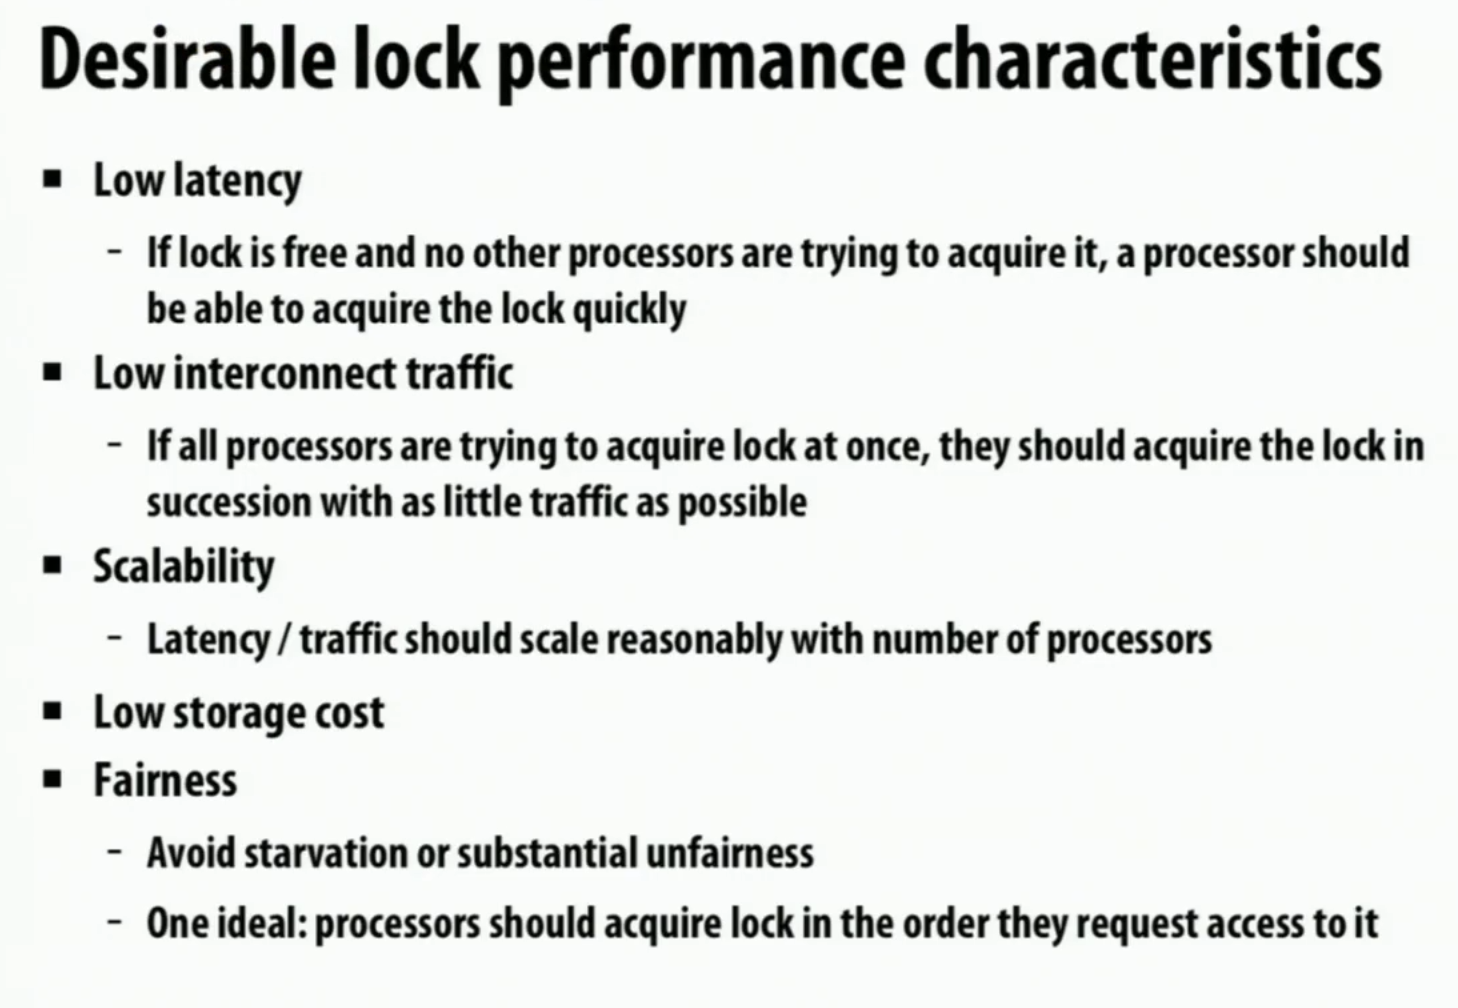 Desirable lock performance characteristics
▪ Low latency
- If lock is free and no other processors are trying to acquire it, a processor should
be able to acquire the lock quickly
▪ Low interconnect traffic
- If all processors are trying to acquire lock at once, they should acquire the lock in
succession with as little traffic as possible
▪ Scalability
- Latency / traffic should scale reasonably with number of processors
▪ Low storage cost
▪ Fairness
- Avoid starvation or substantial unfairness
- One ideal: processors should acquire lock in the order they request access to it